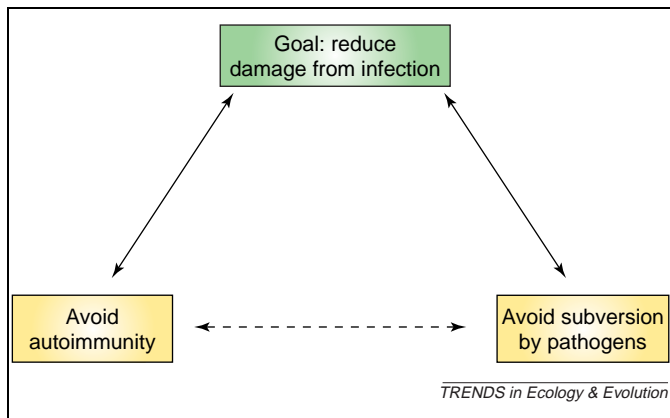 Goal: reduce
damage from infection
Avoid
autoimmunity
Avoid subversion
by pathogens
TRENDS in Ecology & Evolution